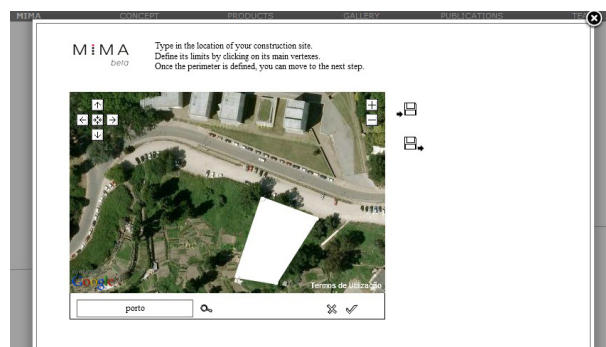 MIMA CONCEPT PRODUCTS GALLERY PUBLICATIONS
MiMA
beta
Type in the location of your construction site.
Define its limits by clicking on its main vertexes.
Once the perimeter is defined, you can move to the next step.
Google
Termos de Utilização
porto